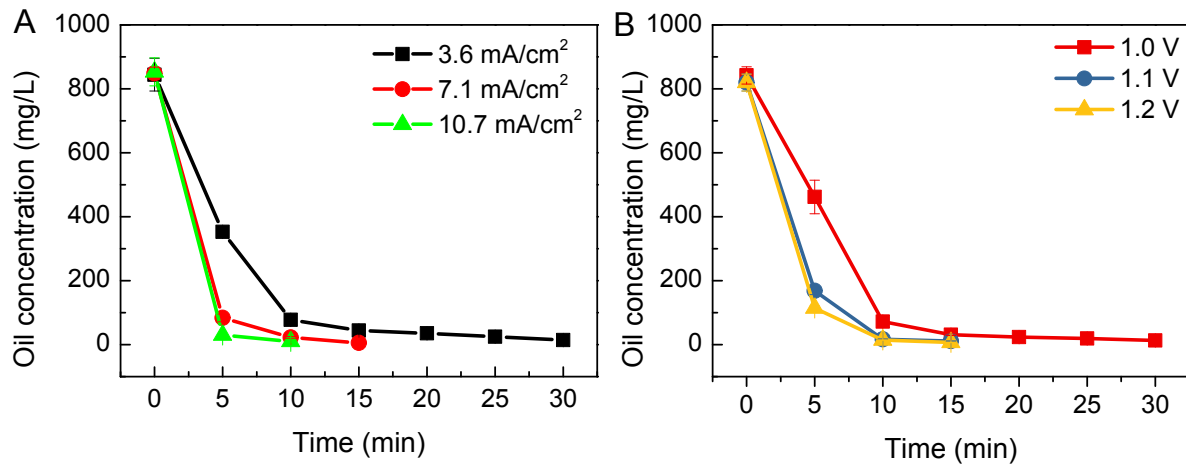 A
Oil concentration (mg/L)
1000
800
600
400
200
0
3.6 mA/cm²
7.1 mA/cm²
10.7 mA/cm²
0 5 10 15 20 25 30
Time (min)
B
Oil concentration (mg/L)
1000
800
600
400
200
0
1.0 V
1.1 V
1.2 V
0 5 10 15 20 25 30
Time (min)